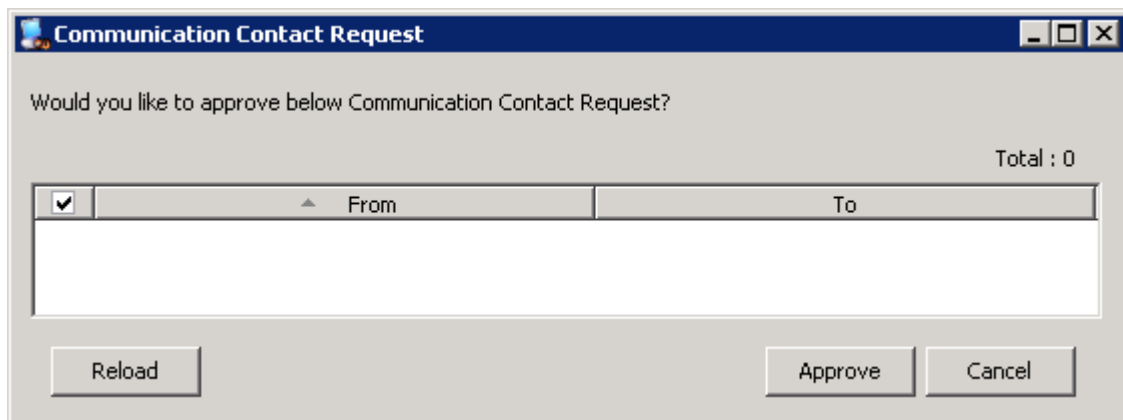 Communication Contact Request
Would you like to approve below Communication Contact Request?
Total : 0
From To
Reload Approve Cancel